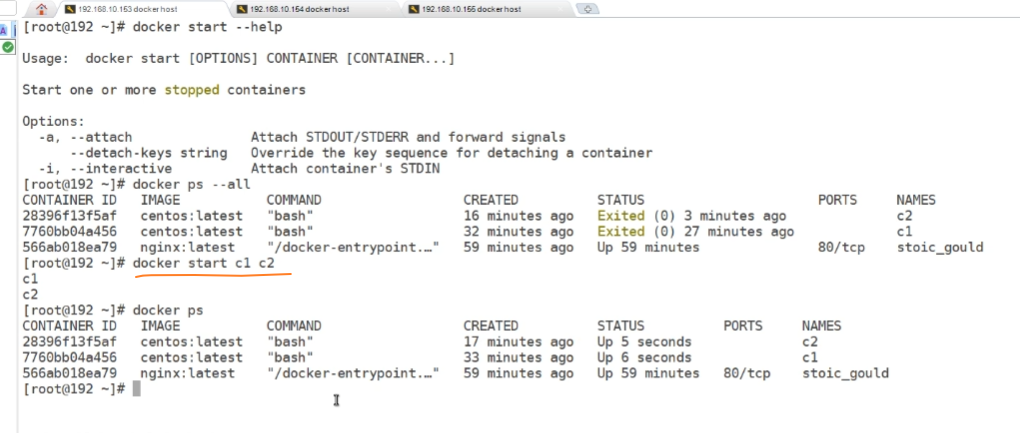 192.168.10.153 docker host
192.168.10.154 docker host
192.168.10.155 docker host
[root@192 ~]# docker start --help
Usage:  docker start [OPTIONS] CONTAINER [CONTAINER...]
Start one or more stopped containers
Options:
  -a, --attach               Attach STDOUT/STDERR and forward signals
      --detach-keys string   Override the key sequence for detaching a container
  -i, --interactive          Attach container's STDIN
[root@192 ~]# docker ps --all
CONTAINER ID   IMAGE           COMMAND                  CREATED          STATUS                      PORTS     NAMES
28396f13f5af   centos:latest   "bash"                   16 minutes ago   Exited (0) 3 minutes ago              c2
7760bb04a456   centos:latest   "bash"                   32 minutes ago   Exited (0) 27 minutes ago             c1
566ab018ea79   nginx:latest    "/docker-entrypoint.…"   59 minutes ago   Up 59 minutes               80/tcp    stoic_gould
[root@192 ~]# docker start c1 c2
c1
c2
[root@192 ~]# docker ps
CONTAINER ID   IMAGE           COMMAND                  CREATED          STATUS          PORTS     NAMES
28396f13f5af   centos:latest   "bash"                   17 minutes ago   Up 5 seconds              c2
7760bb04a456   centos:latest   "bash"                   33 minutes ago   Up 6 seconds              c1
566ab018ea79   nginx:latest    "/docker-entrypoint.…"   59 minutes ago   Up 59 minutes   80/tcp    stoic_gould
[root@192 ~]#